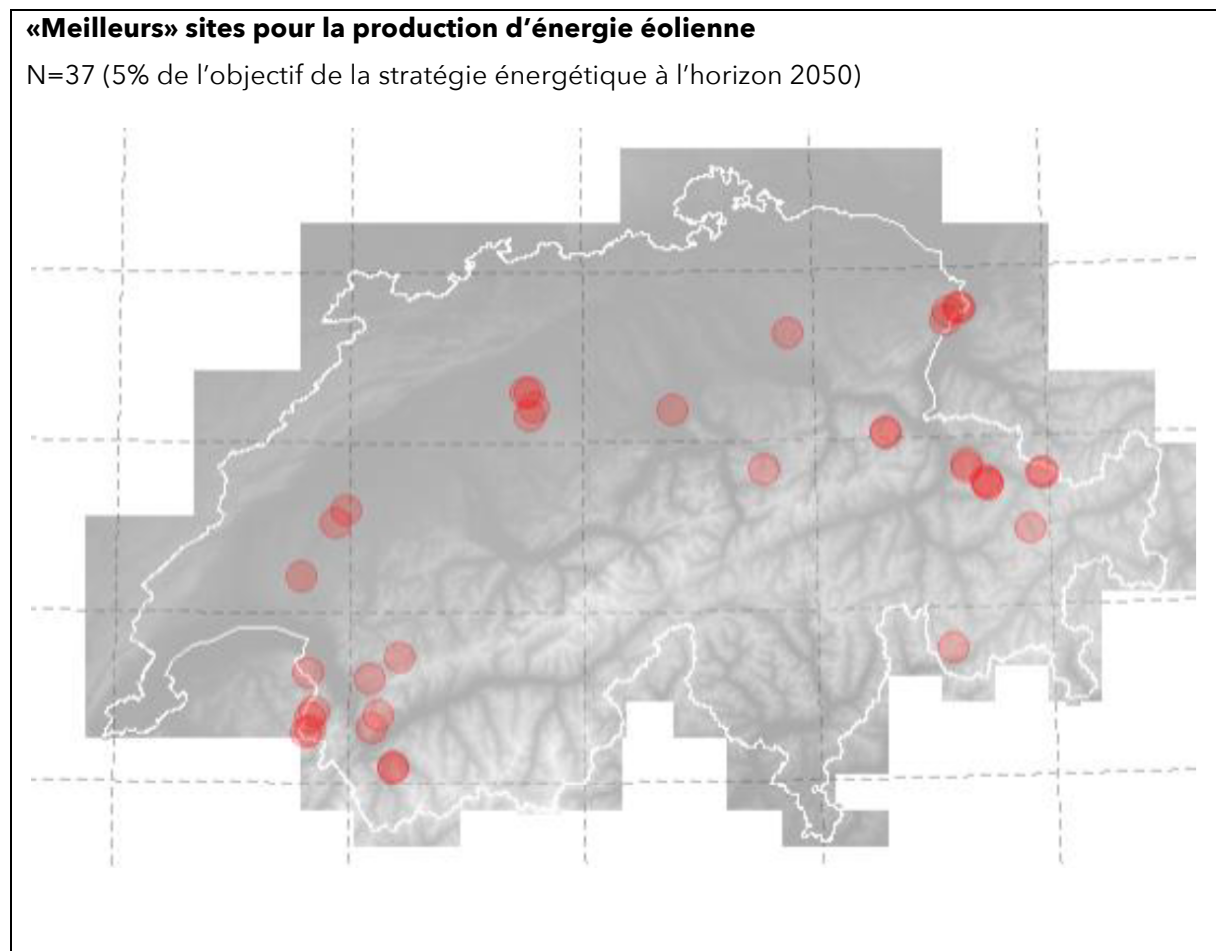 «Meilleurs» sites pour la production d’énergie éolienne
N=37 (5% de l’objectif de la stratégie énergétique à l’horizon 2050)